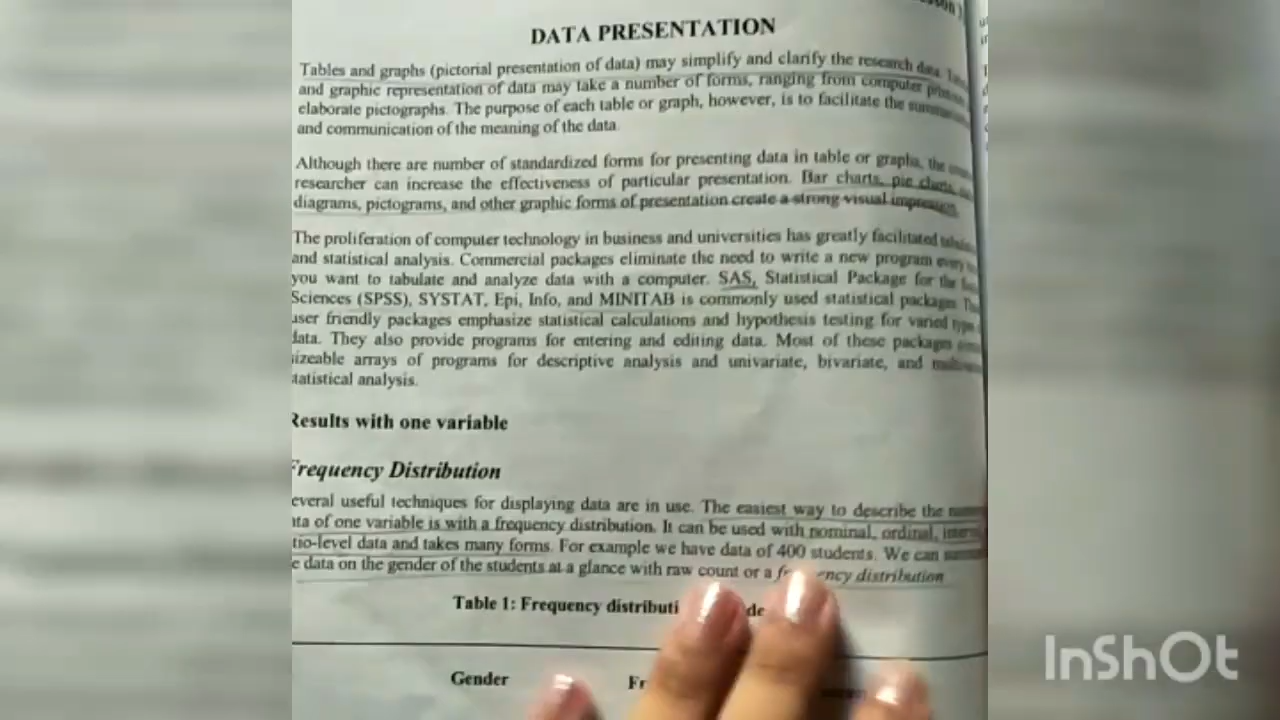 DATA PRESENTATION
Tables and graphs (pictorial presentation of data) may simplify and clarify the research data.
and graphic representation of data may take a number of forms, ranging from computer
elaborate pictographs. The purpose of each table or graph, however, is to facilitate the
and communication of the meaning of the data.
Although there are number of standardized forms for presenting data in table or graphs, the
researcher can increase the effectiveness of particular presentation. Bar charts, pie charts,
diagrams, pictograms, and other graphic forms of presentation create a strong visual impression.
The proliferation of computer technology in business and universities has greatly facilitated
and statistical analysis. Commercial packages eliminate the need to write a new program every
you want to tabulate and analyze data with a computer. SAS, Statistical Package for the
Sciences (SPSS), SYSTAT, Epi, Info, and MINITAB is commonly used statistical packages.
user friendly packages emphasize statistical calculations and hypothesis testing for varied
data. They also provide programs for entering and editing data. Most of these packages
izeable arrays of programs for descriptive analysis and univariate, bivariate, and
tatistical analysis.
Results with one variable
Frequency Distribution
everal useful techniques for displaying data are in use. The easiest way to describe the
ta of one variable is with a frequency distribution. It can be used with nominal, ordinal,
tio-level data and takes many forms. For example we have data of 400 students. We can
e data on the gender of the students at a glance with raw count or a ency distribution
Table 1: Frequency distributi de
Gender Fr
InShOt